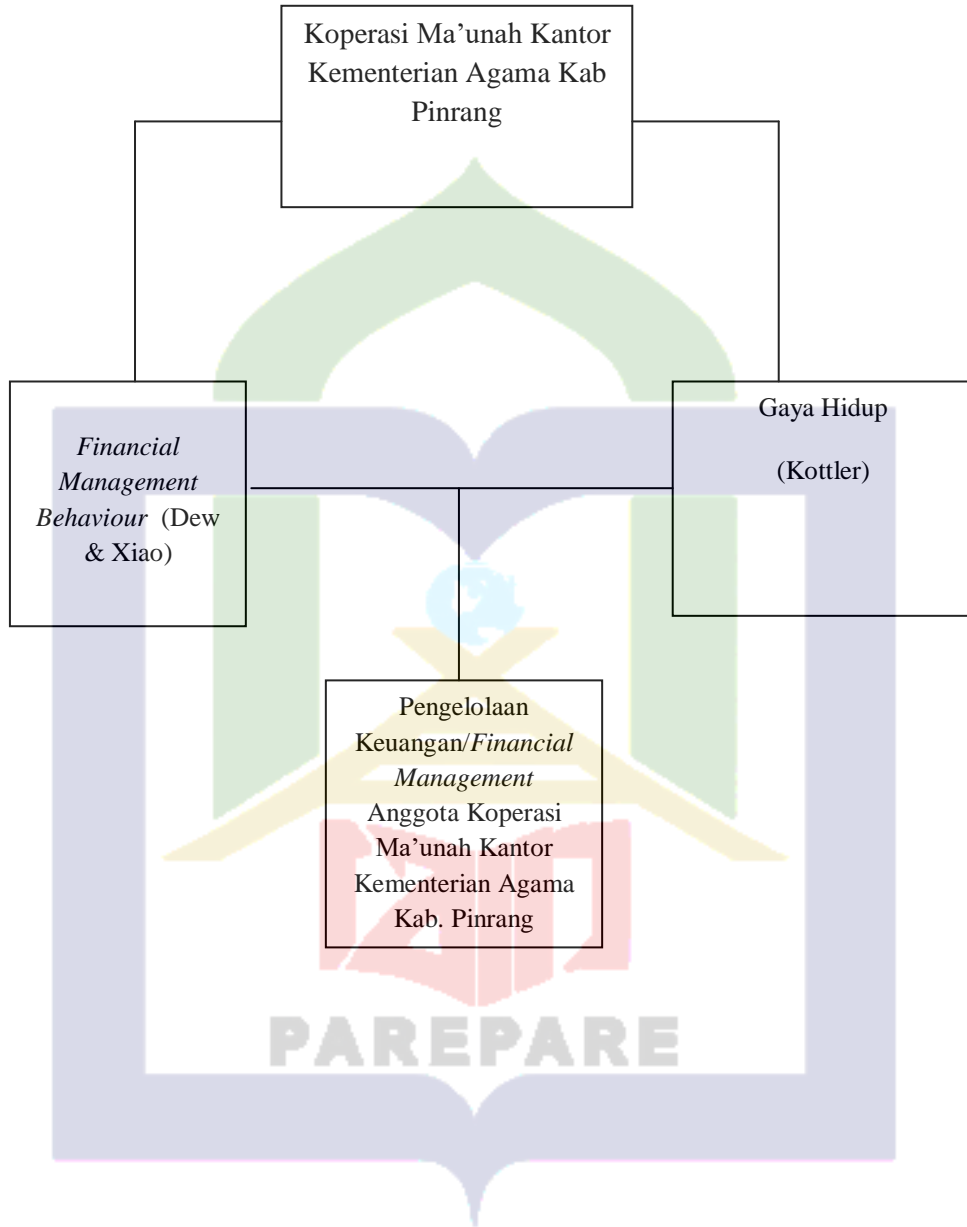 Koperasi Ma’unah Kantor
Kementerian Agama Kab
Pinrang
Financial
Management
Behaviour (Dew
& Xiao)
Gaya Hidup
(Kottler)
Pengelolaan
Keuangan/Financial
Management
Anggota Koperasi
Ma’unah Kantor
Kementerian Agama
Kab. Pinrang
PAREPARE